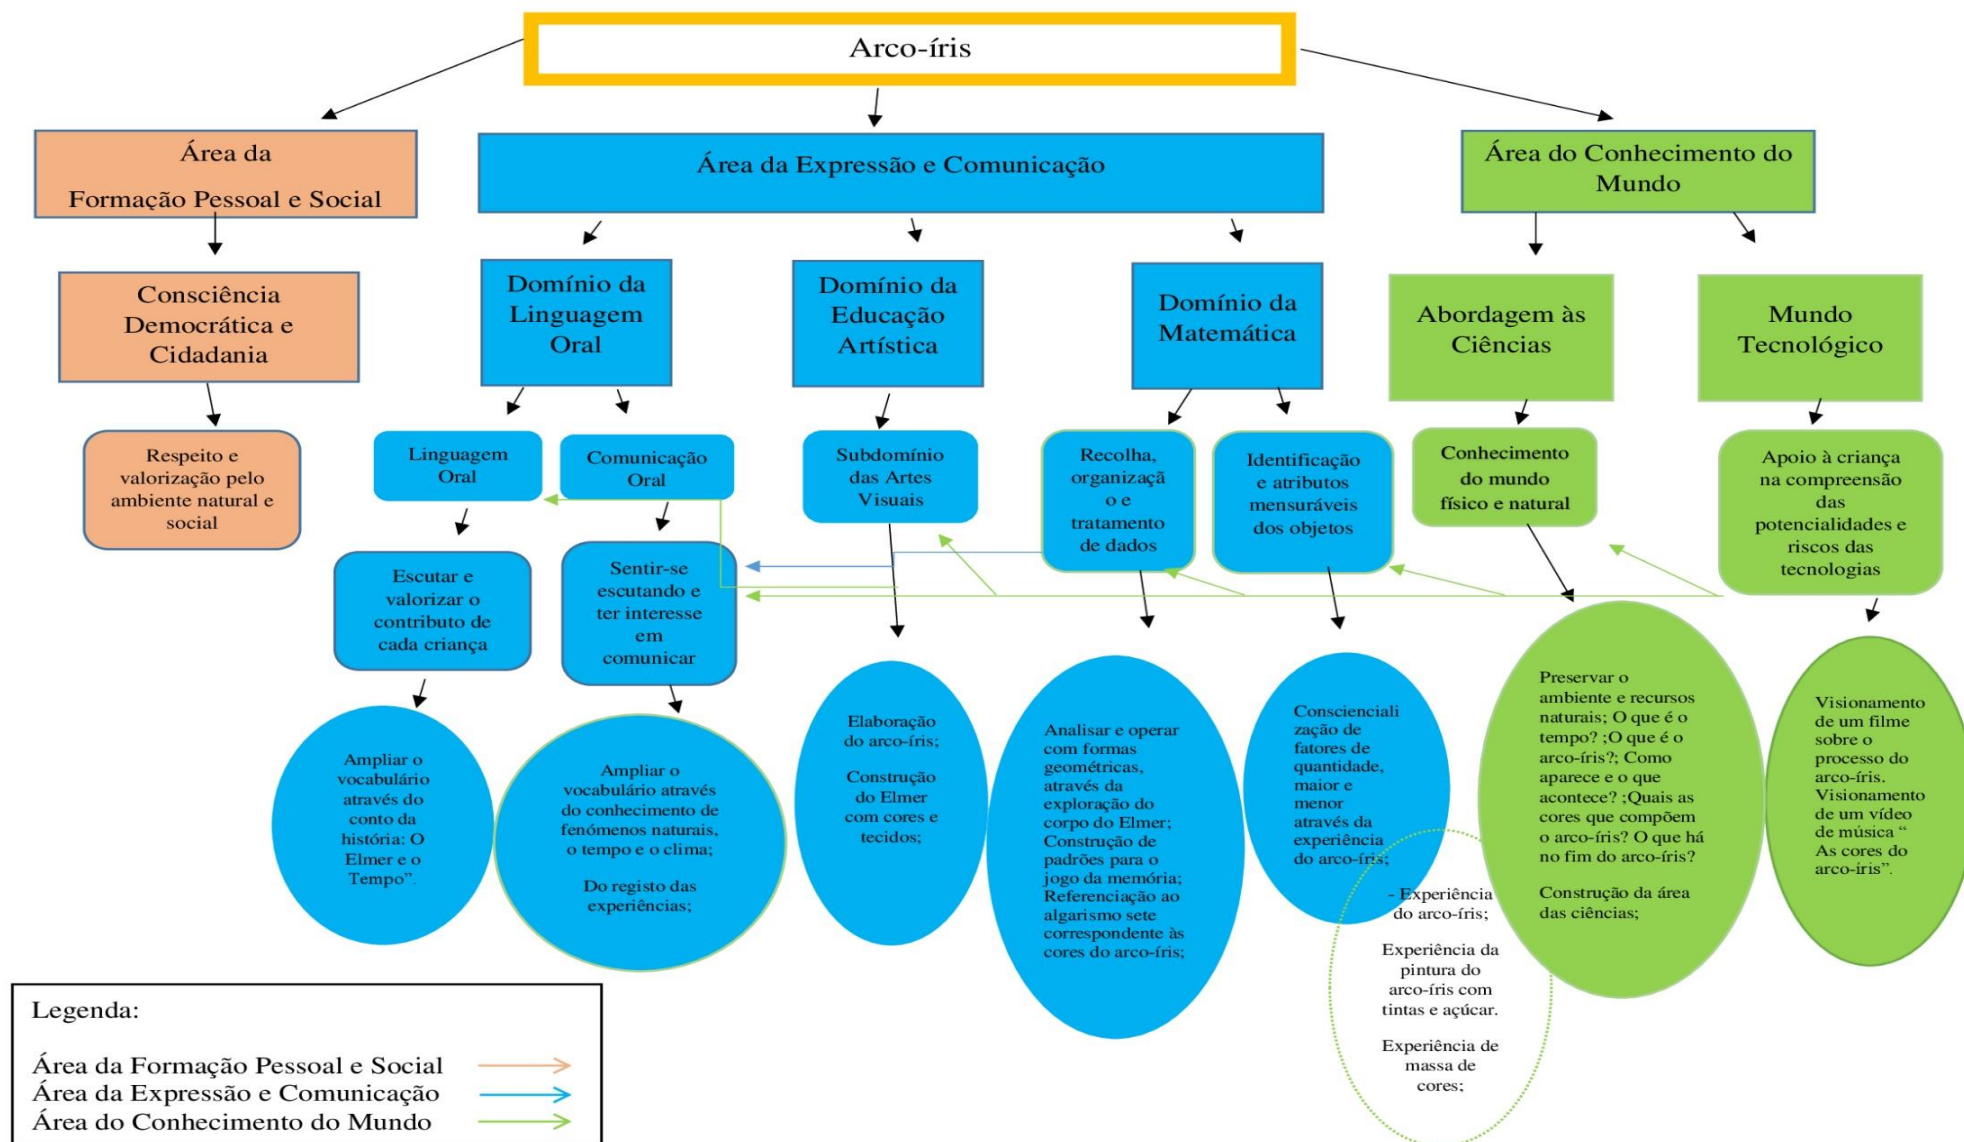 Arco-íris
Área da
Formação Pessoal e Social
Área da Expressão e Comunicação
Área do Conhecimento do
Mundo
Consciência
Democrática e
Cidadania
Domínio da
Linguagem
Oral
Domínio da
Educação
Artística
Domínio da
Matemática
Abordagem às
Ciências
Mundo
Tecnológico
Respeito e
valorização pelo
ambiente natural e
social
Linguagem
Oral
Comunicação
Oral
Subdomínio
das Artes
Visuais
Recolha,
organizaçã
o e
tratamento
de dados
Identificação
e atributos
mensuráveis
dos objetos
Conhecimento
do mundo
físico e natural
Apoio à criança
na compreensão
das
potencialidades e
riscos das
tecnologias
Escutar e
valorizar o
contributo de
cada criança
Sentir-se
escutando e
ter interesse
em
comunicar
Ampliar o
vocabulário
através do
conto da
história: O
Elmer e o
Tempo”.
Ampliar o
vocabulário através
do conhecimento de
fenómenos naturais,
o tempo e o clima;
Do registo das
experiências;
Elaboração
do arco-íris;
Construção
do Elmer
com cores e
tecidos;
Analisar e operar
com formas
geométricas,
através da
exploração do
corpo do Elmer;
Construção de
padrões para o
jogo da memória;
Referenciação ao
algarismo sete
correspondente às
cores do arco-íris;
Conscienciali
zação de
fatores de
quantidade,
maior e
menor
através da
experiência
do arco-íris;
- Experiência
do arco-íris;
Experiência da
pintura do
arco-íris com
tintas e açúcar.
Experiência de
massa de
cores;
Preservar o
ambiente e recursos
naturais; O que é o
tempo? ;O que é o
arco-íris?; Como
aparece e o que
acontece? ;Quais as
cores que compõem
o arco-íris? O que há
no fim do arco-íris?
Construção da área
das ciências;
Visionamento
de um filme
sobre o
processo do
arco-íris.
Visionamento
de um vídeo
de música “
As cores do
arco-íris”.
Legenda:
Área da Formação Pessoal e Social
Área da Expressão e Comunicação
Área do Conhecimento do Mundo